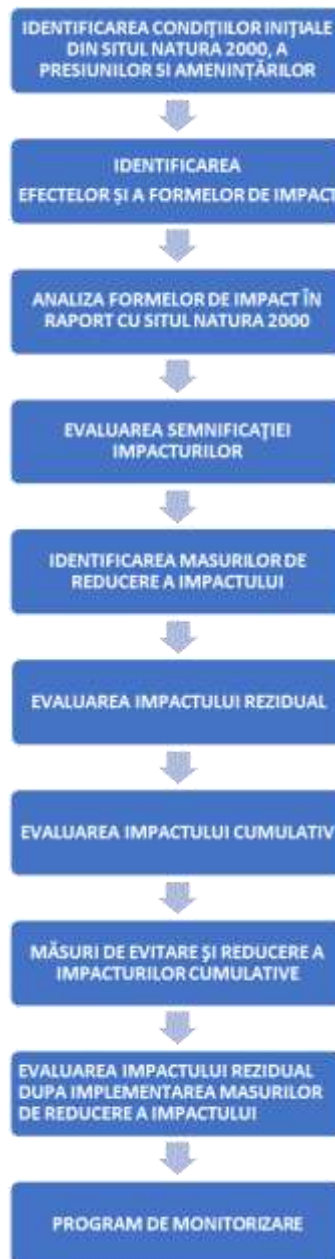 IDENTIFICAREA CONDIȚIILOR INIȚIALE
DIN SITUL NATURA 2000, A
PRESIUNILOR SI AMENINȚĂRILOR
IDENTIFICAREA
EFECTELOR ȘI A FORMELOR DE IMPACT
ANALIZA FORMELOR DE IMPACT ÎN
RAPORT CU SITUL NATURA 2000
EVALUAREA SEMNIFICAȚIEI
IMPACTURILOR
IDENTIFICAREA MASURILOR DE
REDUCERE A IMPACTULUI
EVALUAREA IMPACTULUI REZIDUAL
EVALUAREA IMPACTULUI CUMULATIV
MĂSURI DE EVITARE ȘI REDUCERE A
IMPACTURILOR CUMULATIVE
EVALUAREA IMPACTULUI REZIDUAL
DUPA IMPLEMENTAREA MASURILOR
DE REDUCERE A IMPACTULUI
PROGRAM DE MONITORIZARE